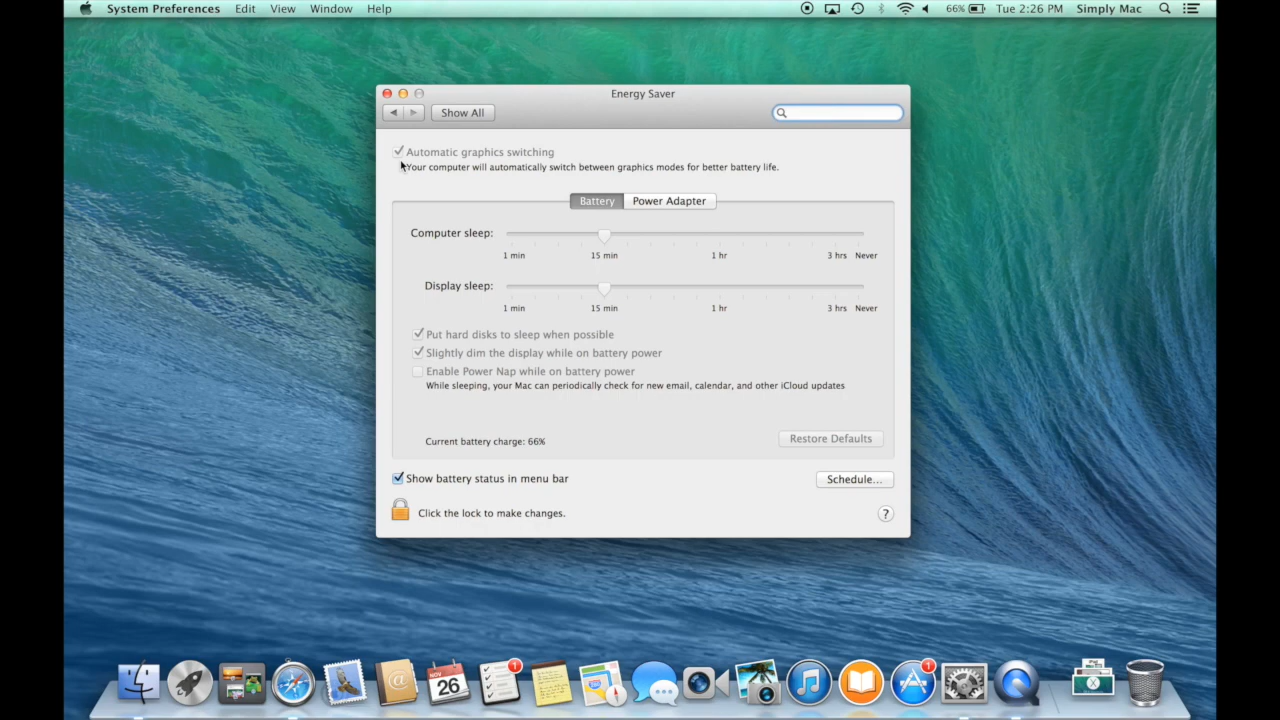 System Preferences Edit View Window Help 66% Tue 2:26 PM Simply Mac
Energy Saver
Show All
Automatic graphics switching
Your computer will automatically switch between graphics modes for better battery life.
Battery Power Adapter
Computer sleep:
1 min 15 min 1 hr 3 hrs Never
Display sleep:
1 min 15 min 1 hr 3 hrs Never
Put hard disks to sleep when possible
Slightly dim the display while on battery power
Enable Power Nap while on battery power
While sleeping, your Mac can periodically check for new email, calendar, and other iCloud updates
Current battery charge: 66%
Restore Defaults
Show battery status in menu bar
Schedule...
Click the lock to make changes.
?
NOV
26
1
1